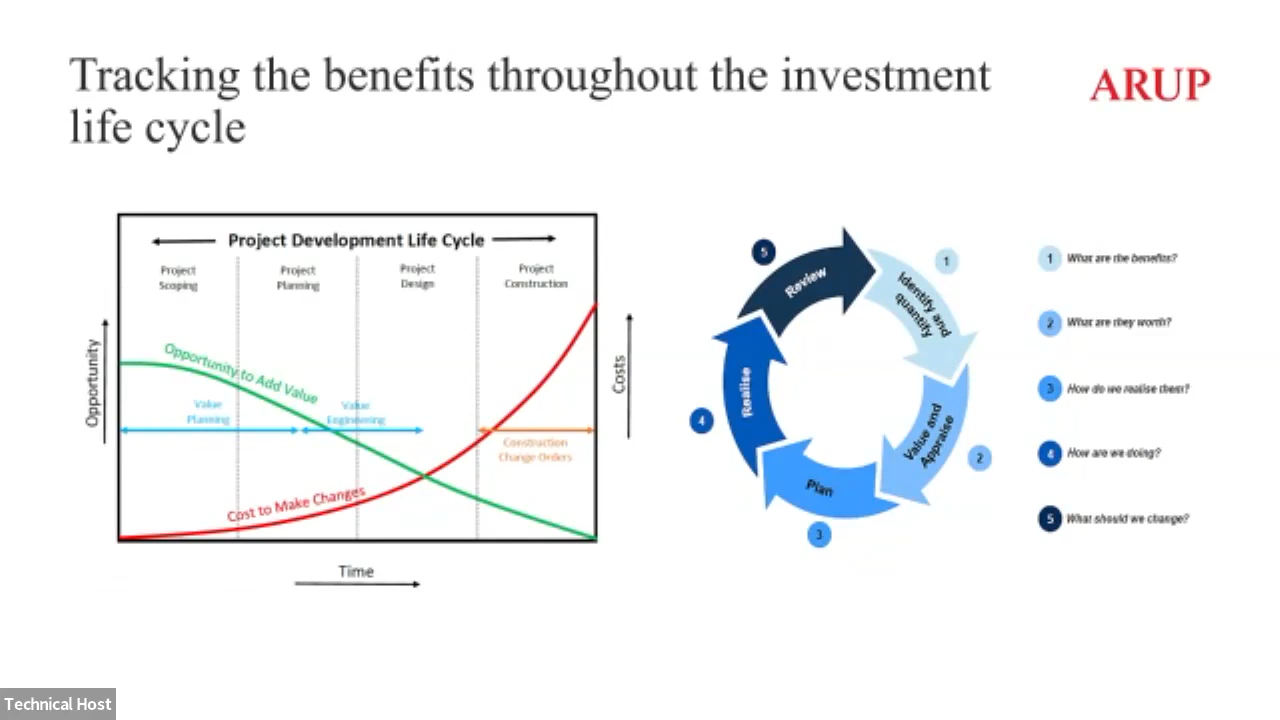 Tracking the benefits throughout the investment
life cycle
ARUP
Project Development Life Cycle
Project
Scoping
Project
Planning
Project
Design
Project
Construction
Opportunity
Opportunity to Add Value
Value
Planning
Value
Engineering
Construction
Change Orders
Cost to Make Changes
Costs
Time
5
Review
1
Identify and
quantify
4
Realise
Value and
Appraise
2
Plan
3
1 What are the benefits?
2 What are they worth?
3 How do we realise them?
4 How are we doing?
5 What should we change?
Technical Host